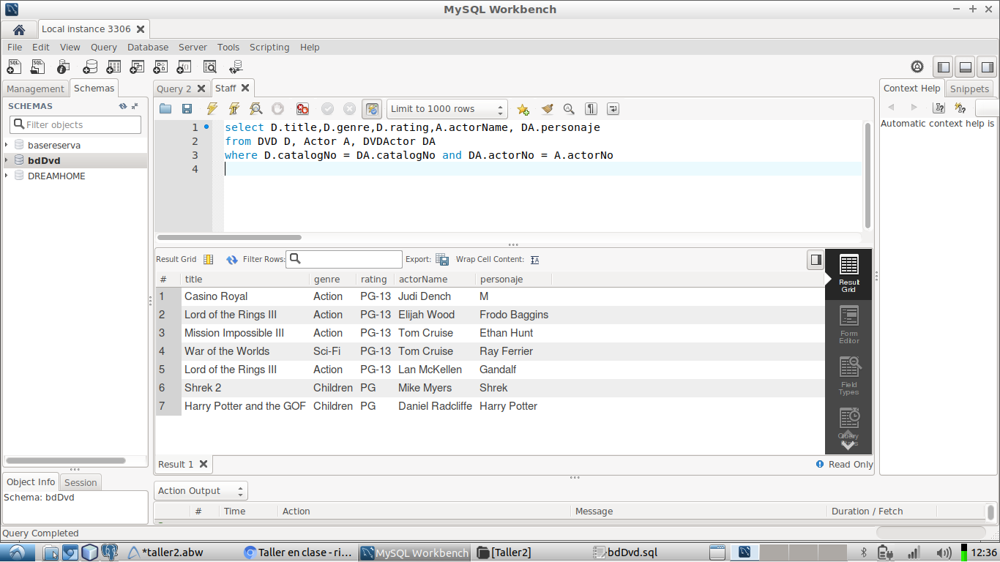 MySQL Workbench
Local instance 3306
File Edit View Query Database Server Tools Scripting Help
Management Schemas
Query 2 Staff
Context Help Snippets
SCHEMAS
Filter objects
basereserva
bdDvd
DREAMHOME
Limit to 1000 rows
Automatic context help is
1 select D.title,D.genre,D.rating,A.actorName, DA.personaje
2 from DVD D, Actor A, DVDActor DA
3 where D.catalogNo = DA.catalogNo and DA.actorNo = A.actorNo
4
Result Grid Filter Rows: Export: Wrap Cell Content:
# title genre rating actorName personaje
1 Casino Royal Action PG-13 Judi Dench M
2 Lord of the Rings III Action PG-13 Elijah Wood Frodo Baggins
3 Mission Impossible III Action PG-13 Tom Cruise Ethan Hunt
4 War of the Worlds Sci-Fi PG-13 Tom Cruise Ray Ferrier
5 Lord of the Rings III Action PG-13 Lan McKellen Gandalf
6 Shrek 2 Children PG Mike Myers Shrek
7 Harry Potter and the GOF Children PG Daniel Radcliffe Harry Potter
Result
Grid
Form
Editor
Field
Types
Query
Result 1
Read Only
Object Info Session
Schema: bdDvd
Action Output
# Time Action Message Duration / Fetch
Query Completed
*taller2.abw Taller en clase - ri... MySQL Workbench [Taller2] bdDvd.sql 12:36